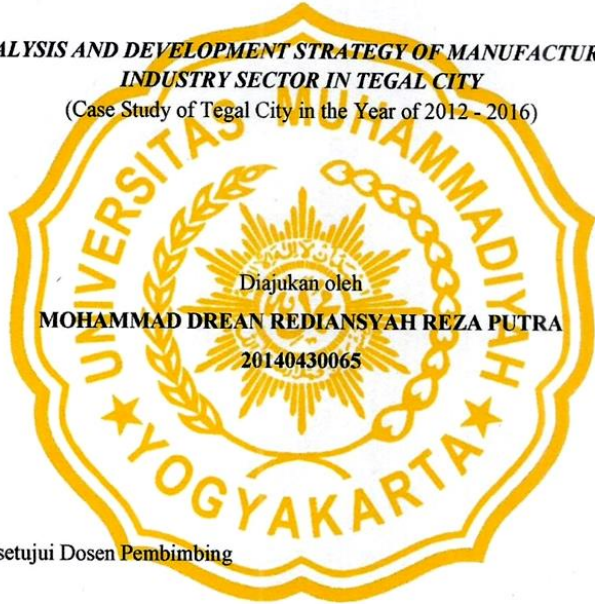 ALYSIS AND DEVELOPMENT STRATEGY OF MANUFACTUR
INDUSTRY SECTOR IN TEGAL CITY
(Case Study of Tegal City in the Year of 2012 - 2016)
UNIVERSITAS MUHAMMADIYAH
Diajukan oleh
MOHAMMAD DREAN REDIANSYAH REZA PUTRA
20140430065
★ YOGYAKARTA ★
setujui Dosen Pembimbing